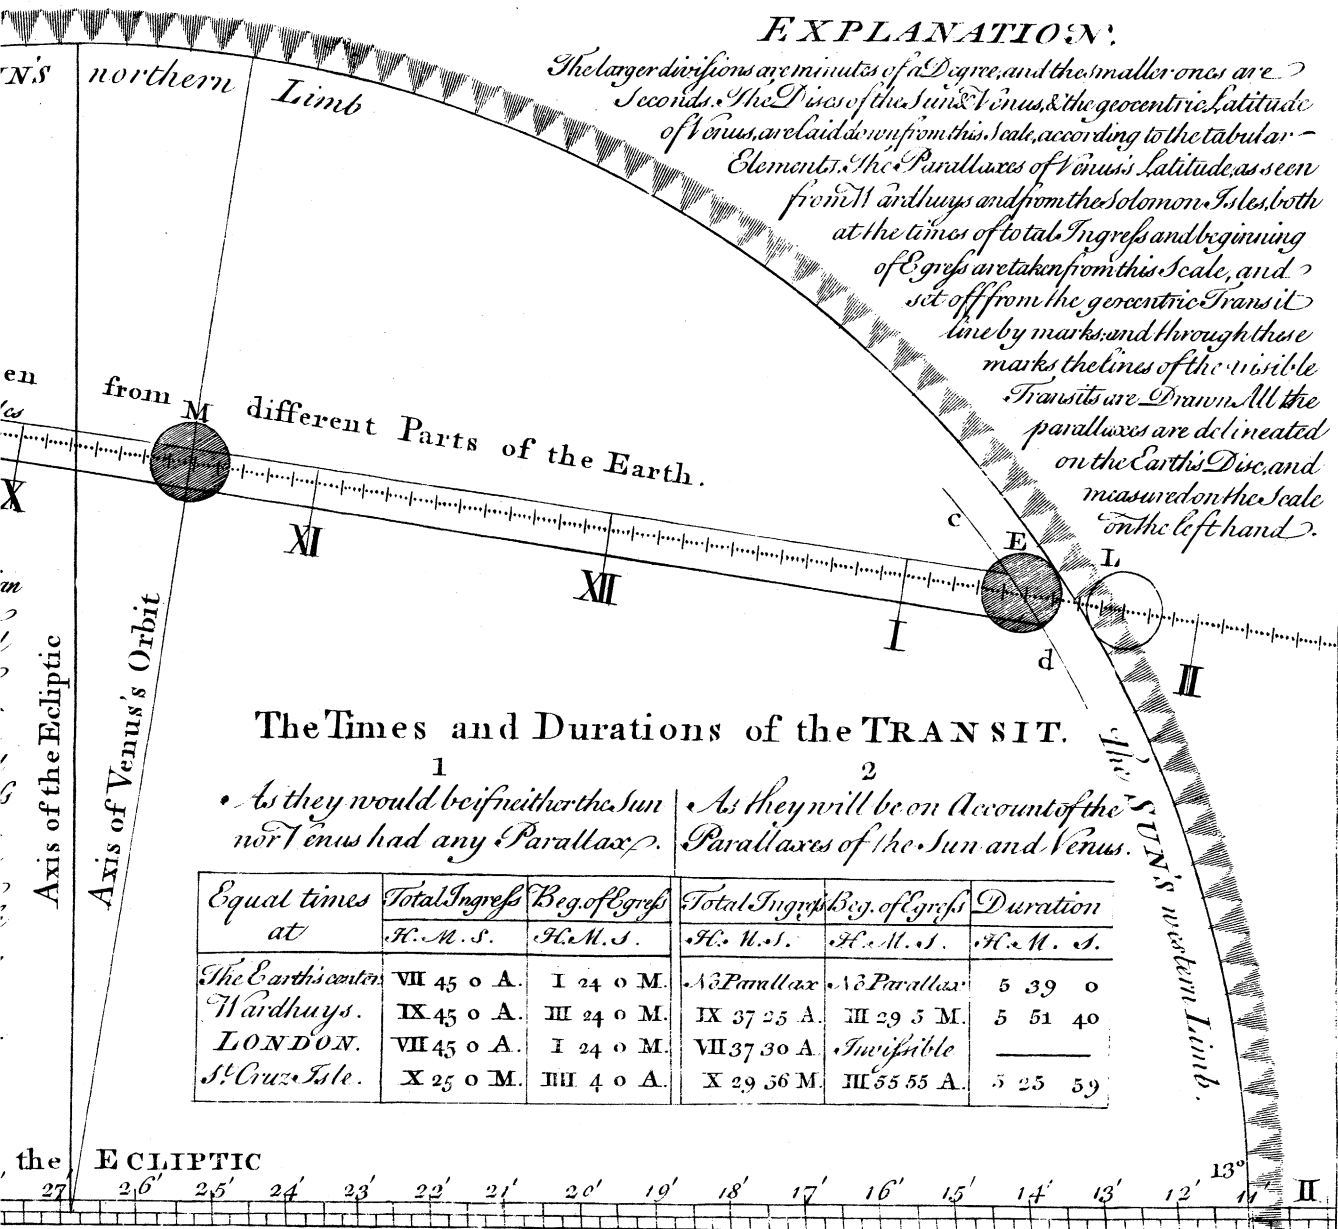 EXPLANATION.
The larger divisions are minutes of a Degree, and the smaller ones are
Seconds. The Discs of the Sun & Venus, & the geocentric Latitude
of Venus, are laid down from this Scale, according to the tabular
Elements. The Parallaxes of Venus's Latitude, as seen
from Wardhuys and from the Solomon Isles, both
at the times of total Ingress and beginning
of Egress are taken from this Scale, and
set off from the geocentric Transit
line by marks; and through these
marks the lines of the visible
Transits are Drawn. All the
parallaxes are delineated
on the Earth's Disc, and
measured on the Scale
on the left hand.
N'S northern Limb
en from M different Parts of the Earth.
les
X XI XII I II
c E L
d
an
Axis of the Ecliptic
Axis of Venus's Orbit
The SUN's western Limb.
The Times and Durations of the TRANSIT.
1 2
As they would be if neither the Sun
nor Venus had any Parallax.
As they will be on Account of the
Parallaxes of the Sun and Venus.
Equal times at Total Ingress Beg. of Egress Total Ingress Beg. of Egress Duration
H. M. S. H. M. S. H. M. S. H. M. S. H. M. S.
The Earth's center VII 45 0 A. I 24 0 M. No Parallax No Parallax 5 39 0
Wardhuys. IX 45 0 A. III 24 0 M. IX 37 25 A. III 29 5 M. 5 51 40
LONDON. VII 45 0 A. I 24 0 M. VII 37 30 A. Invisible
St. Cruz Isle. X 25 0 M. IIII 4 0 A. X 29 56 M. III 55 55 A. 5 25 59
the ECLIPTIC
13°
27' 26' 25' 24' 23' 22' 21' 20' 19' 18' 17' 16' 15' 14' 13' 12' 11' II